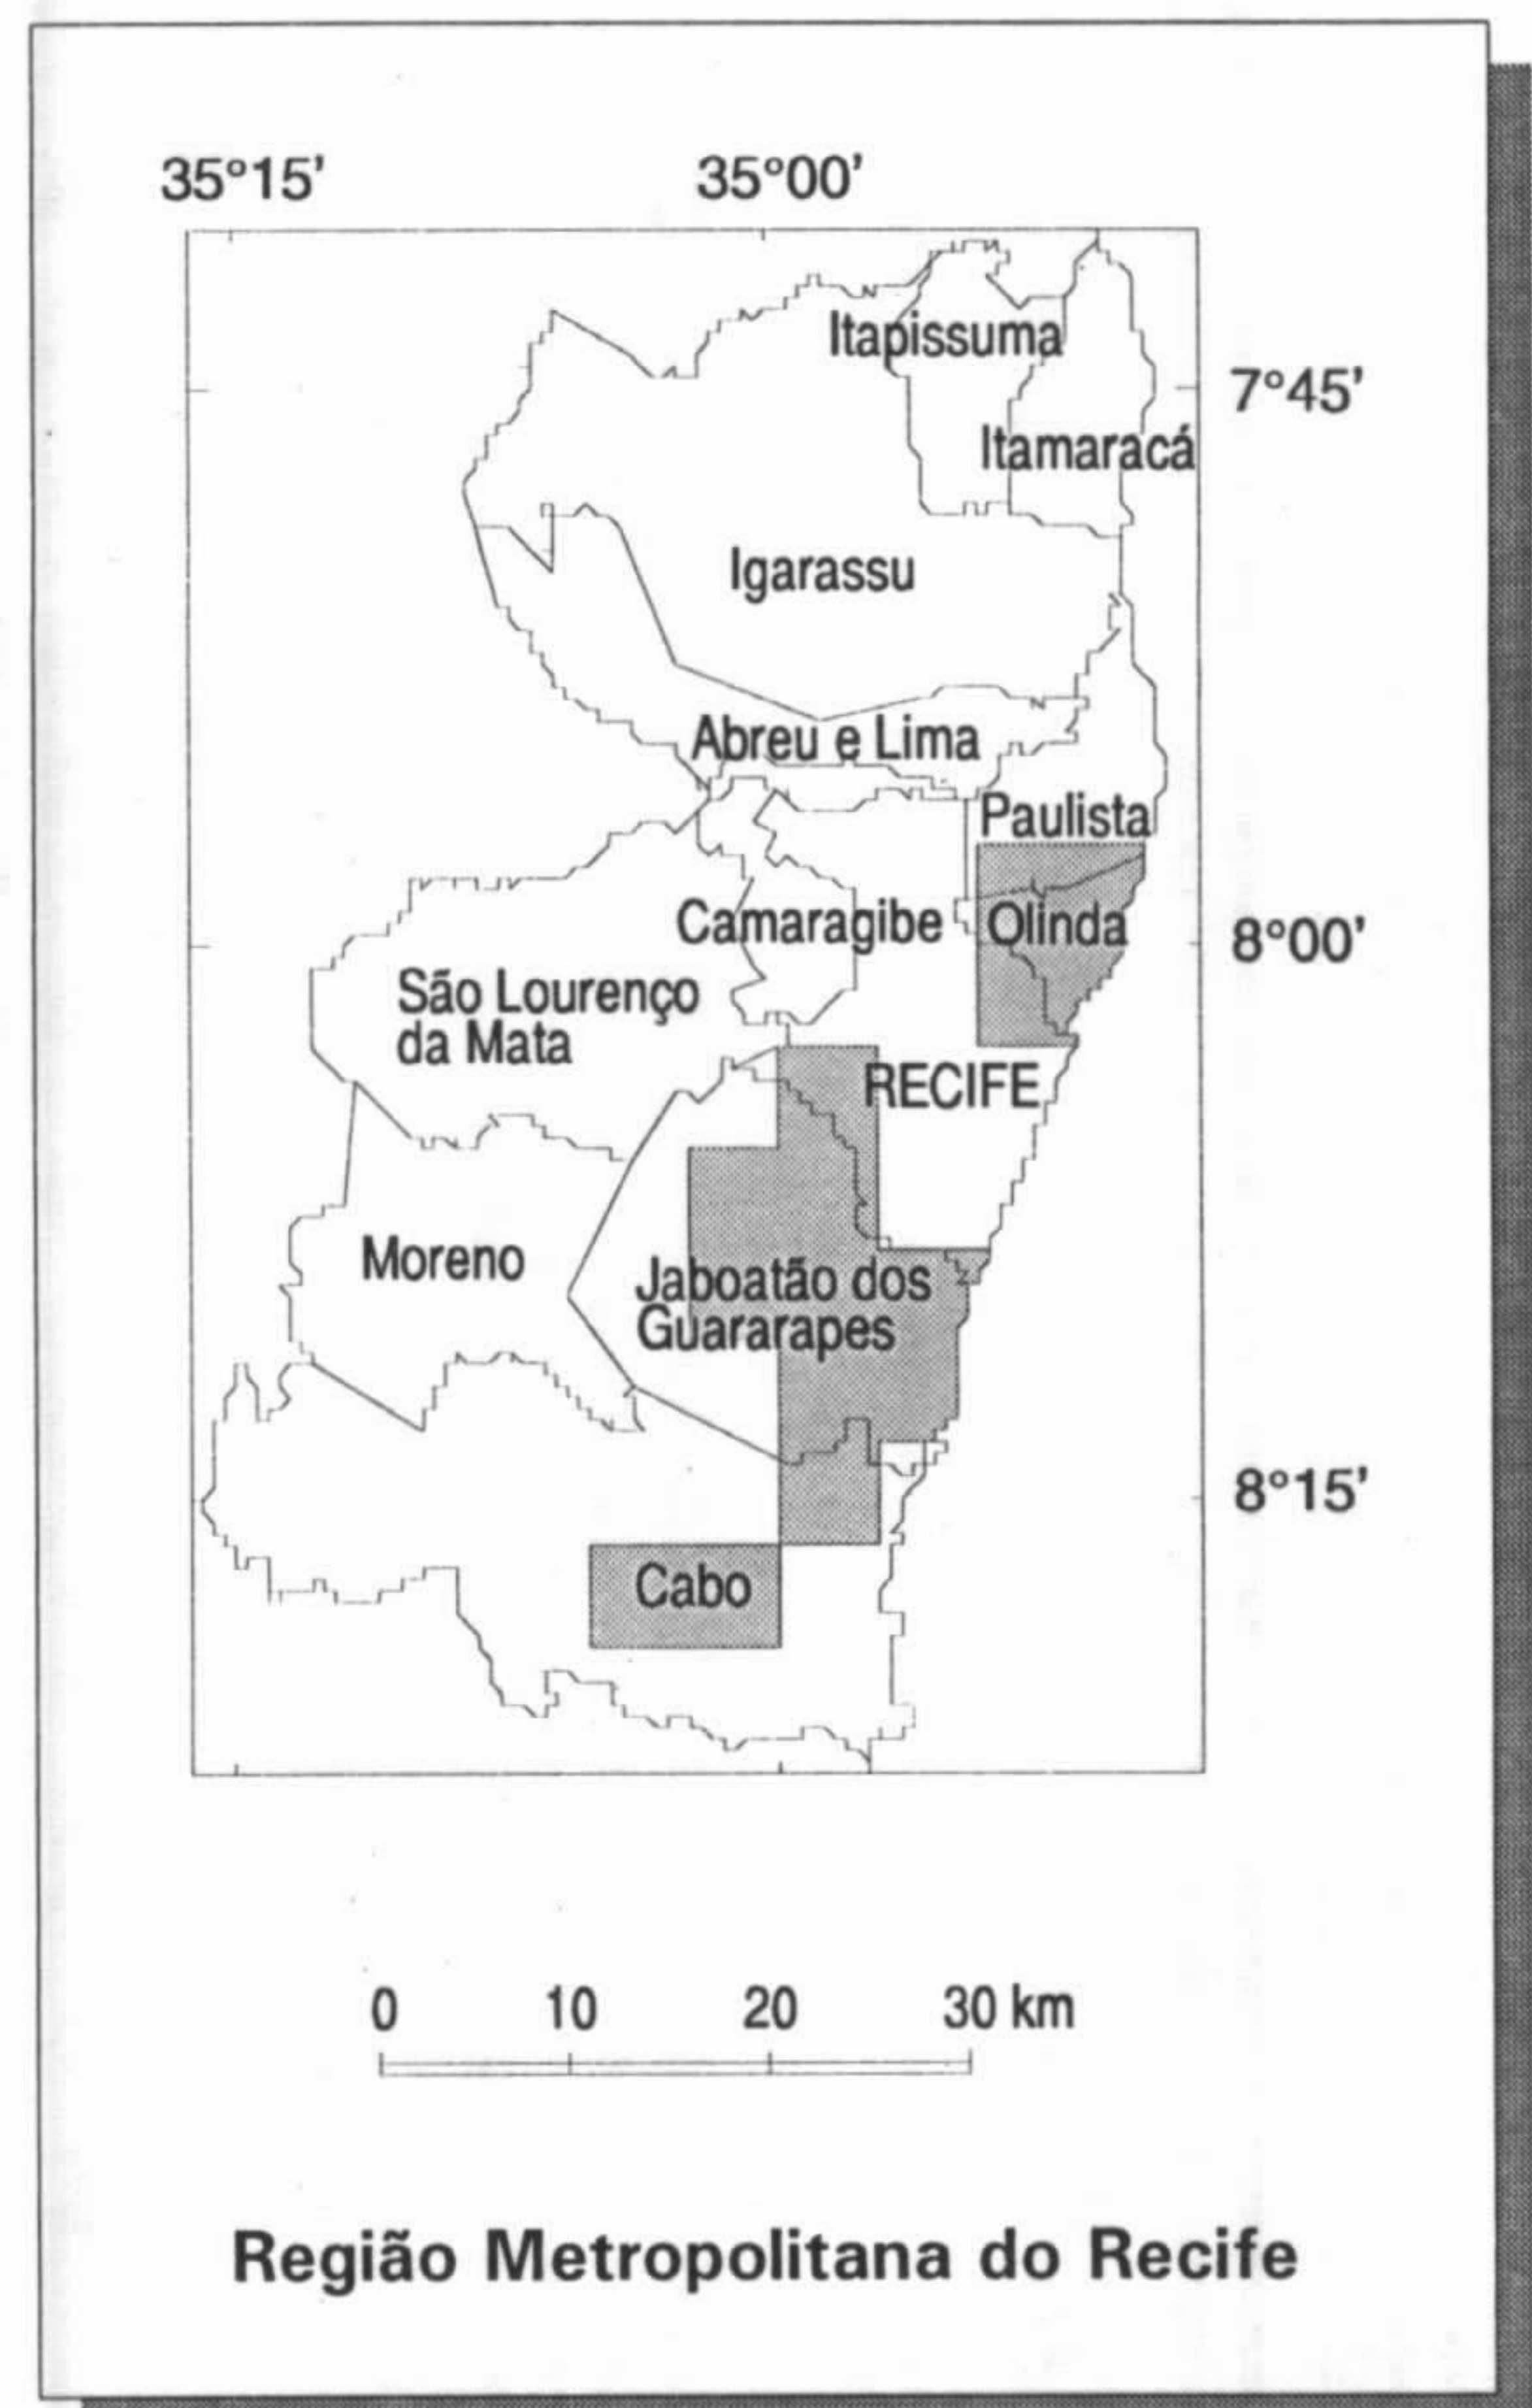 35°15'
35°00'
Itapissuma
7°45'
Itamaracá
Igarassu
Abreu e Lima
Paulista
Camaragibe
Olinda
8°00'
São Lourenço
da Mata
RECIFE
Moreno
Jaboatão dos
Guararapes
8°15'
Cabo
0 10 20 30 km
Região Metropolitana do Recife